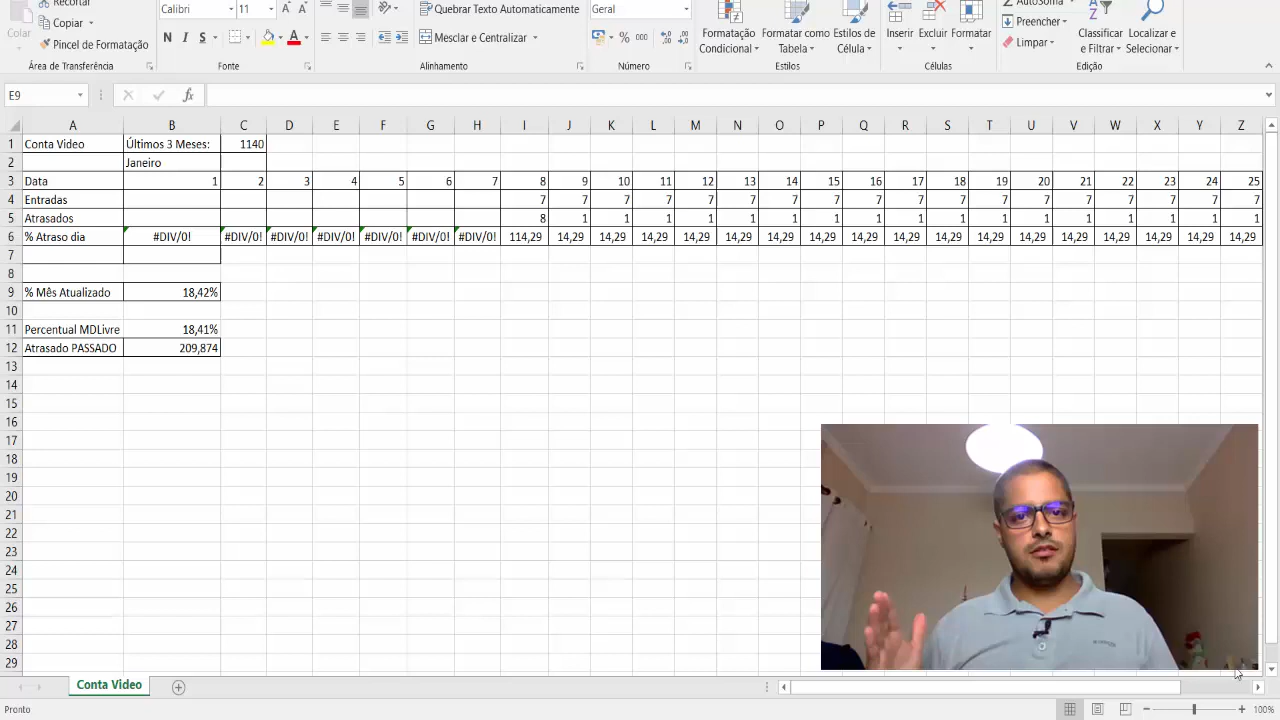 Recortar
Copiar
Pincel de Formatação
Colar
Área de Transferência
Calibri 11 A A
N I S A
Fonte
Quebrar Texto Automaticamente
Mesclar e Centralizar
Alinhamento
Geral
% 000
Número
Formatação Condicional
Formatar como Tabela
Estilos de Célula
Estilos
Inserir
Excluir
Formatar
Células
AutoSoma
Preencher
Limpar
Classificar e Filtrar
Localizar e Selecionar
Edição
E9 fx
A B C D E F G H I J K L M N O P Q R S T U V W X Y Z
1 Conta Video Últimos 3 Meses: 1140
2 Janeiro
3 Data 1 2 3 4 5 6 7 8 9 10 11 12 13 14 15 16 17 18 19 20 21 22 23 24 25
4 Entradas 7 7 7 7 7 7 7 7 7 7 7 7 7 7 7 7 7 7
5 Atrasados 8 1 1 1 1 1 1 1 1 1 1 1 1 1 1 1 1 1
6 % Atraso dia #DIV/0! #DIV/0! #DIV/0! #DIV/0! #DIV/0! #DIV/0! #DIV/0! 114,29 14,29 14,29 14,29 14,29 14,29 14,29 14,29 14,29 14,29 14,29 14,29 14,29 14,29 14,29 14,29 14,29 14,29
7
8
9 % Mês Atualizado 18,42%
10
11 Percentual MDLivre 18,41%
12 Atrasado PASSADO 209,874
13
14
15
16
17
18
19
20
21
22
23
24
25
26
27
28
29
Conta Video
Pronto 100%